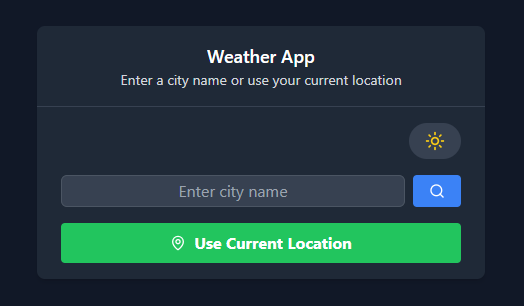 Weather App
Enter a city name or use your current location
Enter city name
Use Current Location